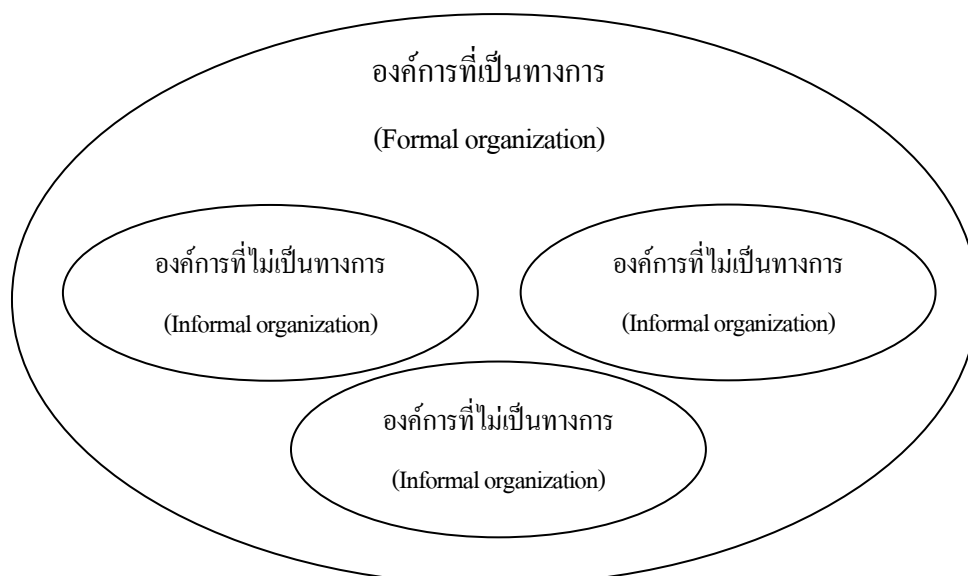 องค์การที่เป็นทางการ
(Formal organization)
องค์การที่ไม่เป็นทางการ
(Informal organization)
องค์การที่ไม่เป็นทางการ
(Informal organization)
องค์การที่ไม่เป็นทางการ
(Informal organization)